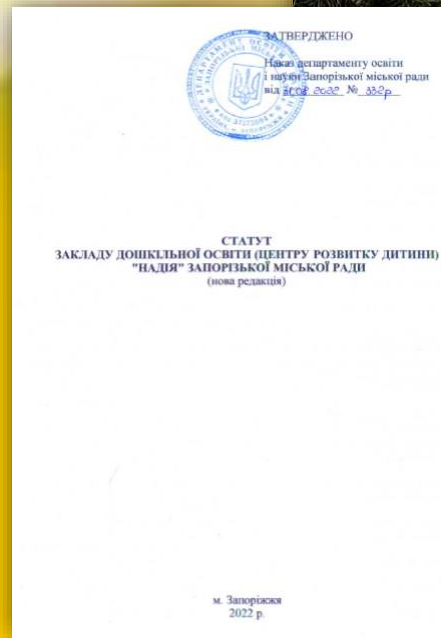 ЗАТВЕРДЖЕНО
Наказ департаменту освіти
і науки Запорізької міської ради
від 31.08.2022 № 332р
СТАТУТ
ЗАКЛАДУ ДОШКІЛЬНОЇ ОСВІТИ (ЦЕНТРУ РОЗВИТКУ ДИТИНИ)
"НАДІЯ" ЗАПОРІЗЬКОЇ МІСЬКОЇ РАДИ
(нова редакція)
м. Запоріжжя
2022 р.